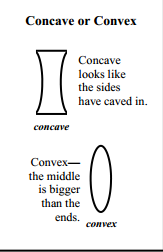 Concave or Convex
Concave
looks like
the sides
have caved in.
concave
Convex—
the middle
is bigger
than the
ends.
convex